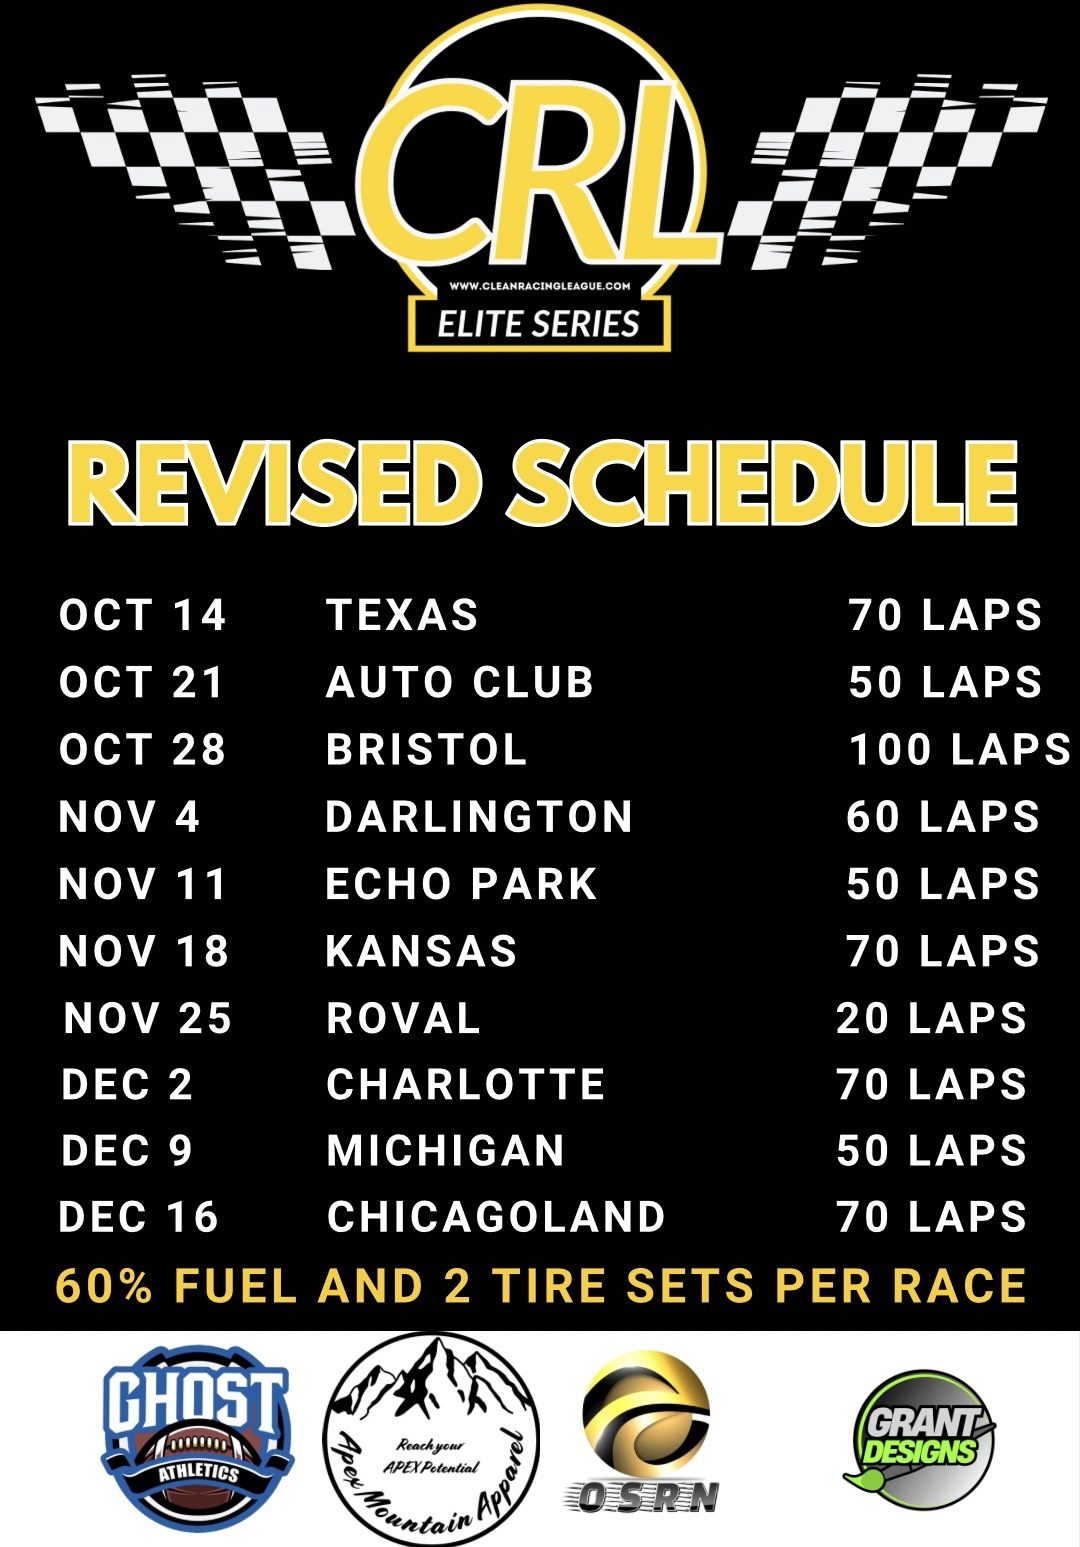 CRL
WWW.CLEANRACINGLEAGUE.COM
ELITE SERIES
REVISED SCHEDULE
OCT 14 TEXAS 70 LAPS
OCT 21 AUTO CLUB 50 LAPS
OCT 28 BRISTOL 100 LAPS
NOV 4 DARLINGTON 60 LAPS
NOV 11 ECHO PARK 50 LAPS
NOV 18 KANSAS 70 LAPS
NOV 25 ROVAL 20 LAPS
DEC 2 CHARLOTTE 70 LAPS
DEC 9 MICHIGAN 50 LAPS
DEC 16 CHICAGOLAND 70 LAPS
60% FUEL AND 2 TIRE SETS PER RACE
GHOST
ATHLETICS
Reach your
APEX Potential
Apex Mountain Apparel
OSRN
GRANT
DESIGNS